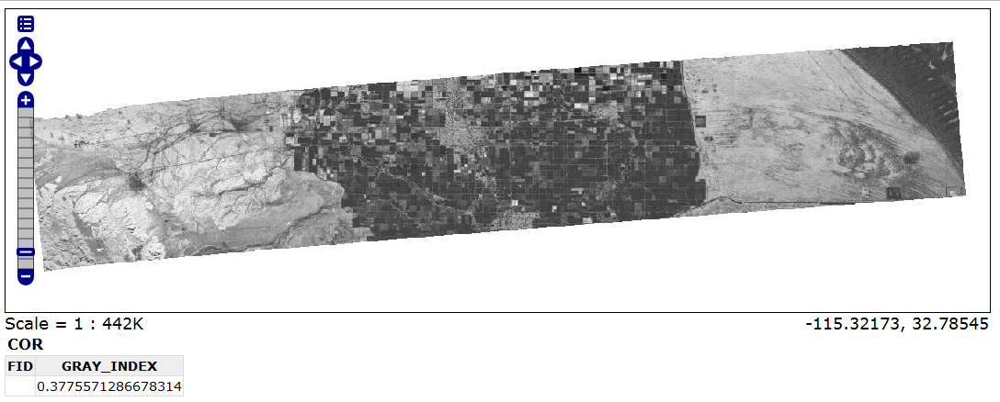 Scale = 1 : 442K
-115.32173, 32.78545
COR
FID GRAY_INDEX
0.3775571286678314